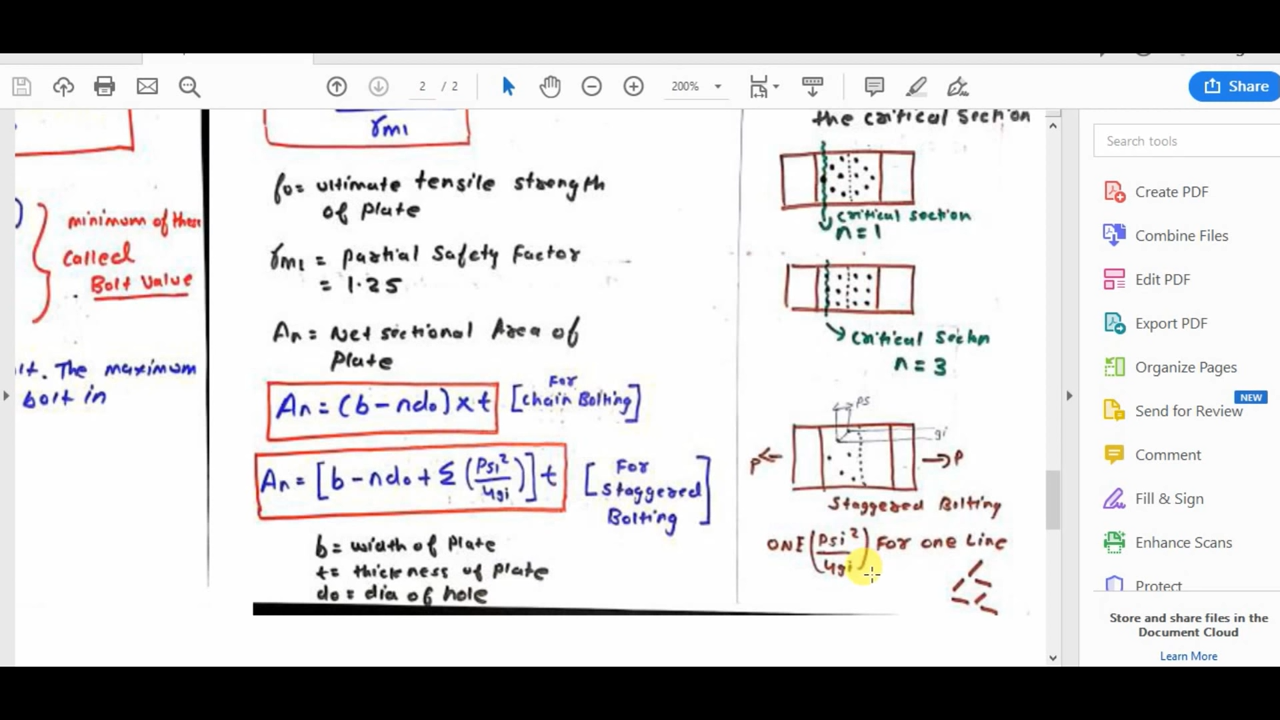 2 / 2
200%
Share
Search tools
Create PDF
Combine Files
Edit PDF
Export PDF
Organize Pages
NEW
Send for Review
Comment
Fill & Sign
Enhance Scans
Protect
Store and share files in the
Document Cloud
Learn More
minimum of these
called
Bolt Value
lt. The maximum
bolt in
γm1
fu= ultimate tensile strength
of plate
γm1 = partial Safety Factor
= 1.25
An = Net sectional Area of
plate
An = (b - ndo) x t [For chain Bolting]
An = [b - ndo + Σ (Psi²/4gi)] t [For Staggered Bolting]
b = width of plate
t = thickness of plate
do = dia of hole
the critical section
critical section
n = 1
critical Sectn
n = 3
ps
gi
P
P
Staggered Bolting
ONE (Psi²/4gi) For one Line